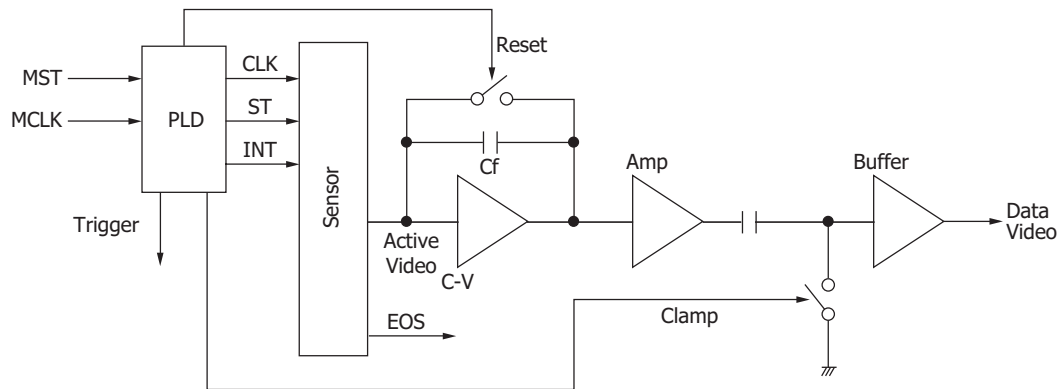 Reset
MST
CLK
MCLK
PLD
ST
INT
Cf
Sensor
Amp
Buffer
Trigger
Active
Video
C-V
Data
Video
EOS
Clamp